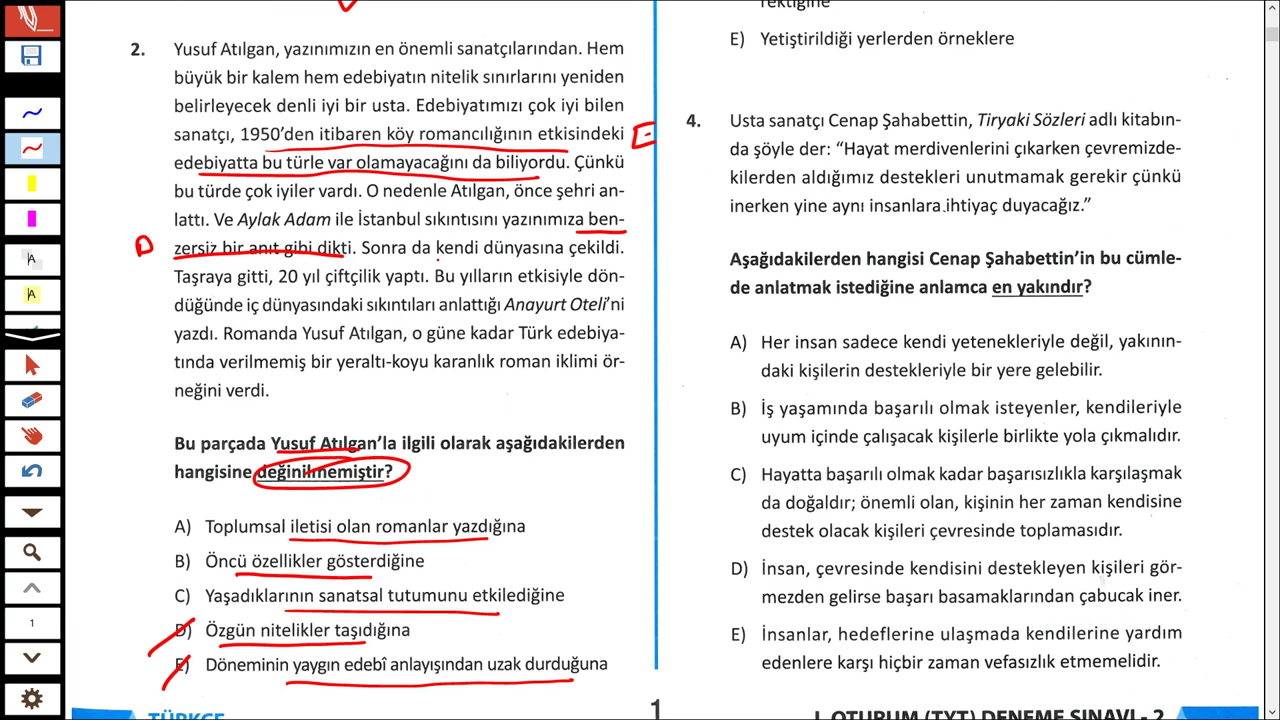 2. Yusuf Atılgan, yazınımızın en önemli sanatçılarından. Hem
büyük bir kalem hem edebiyatın nitelik sınırlarını yeniden
belirleyecek denli iyi bir usta. Edebiyatımızı çok iyi bilen
sanatçı, 1950’den itibaren köy romancılığının etkisindeki
edebiyatta bu türle var olamayacağını da biliyordu. Çünkü
bu türde çok iyiler vardı. O nedenle Atılgan, önce şehri an-
lattı. Ve Aylak Adam ile İstanbul sıkıntısını yazınımıza ben-
D zersiz bir anıt gibi dikti. Sonra da kendi dünyasına çekildi.
Taşraya gitti, 20 yıl çiftçilik yaptı. Bu yılların etkisiyle dön-
düğünde iç dünyasındaki sıkıntıları anlattığı Anayurt Oteli’ni
yazdı. Romanda Yusuf Atılgan, o güne kadar Türk edebiya-
tında verilmemiş bir yeraltı-koyu karanlık roman iklimi ör-
neğini verdi.
Bu parçada Yusuf Atılgan’la ilgili olarak aşağıdakilerden
hangisine değinilmemiştir?
A) Toplumsal iletisi olan romanlar yazdığına
B) Öncü özellikler gösterdiğine
C) Yaşadıklarının sanatsal tutumunu etkilediğine
D) Özgün nitelikler taşıdığına
E) Döneminin yaygın edebî anlayışından uzak durduğuna
TÜRKÇE
E
E) Yetiştirildiği yerlerden örneklere
4. Usta sanatçı Cenap Şahabettin, Tiryaki Sözleri adlı kitabın-
da şöyle der: “Hayat merdivenlerini çıkarken çevremizde-
kilerden aldığımız destekleri unutmamak gerekir çünkü
inerken yine aynı insanlara ihtiyaç duyacağız.”
Aşağıdakilerden hangisi Cenap Şahabettin’in bu cümle-
de anlatmak istediğine anlamca en yakındır?
A) Her insan sadece kendi yetenekleriyle değil, yakının-
daki kişilerin destekleriyle bir yere gelebilir.
B) İş yaşamında başarılı olmak isteyenler, kendileriyle
uyum içinde çalışacak kişilerle birlikte yola çıkmalıdır.
C) Hayatta başarılı olmak kadar başarısızlıkla karşılaşmak
da doğaldır; önemli olan, kişinin her zaman kendisine
destek olacak kişileri çevresinde toplamasıdır.
D) İnsan, çevresinde kendisini destekleyen kişileri gör-
mezden gelirse başarı basamaklarından çabucak iner.
E) İnsanlar, hedeflerine ulaşmada kendilerine yardım
edenlere karşı hiçbir zaman vefasızlık etmemelidir.
1
I. OTURUM (TYT) DENEME SINAVI - 2
A
A
1